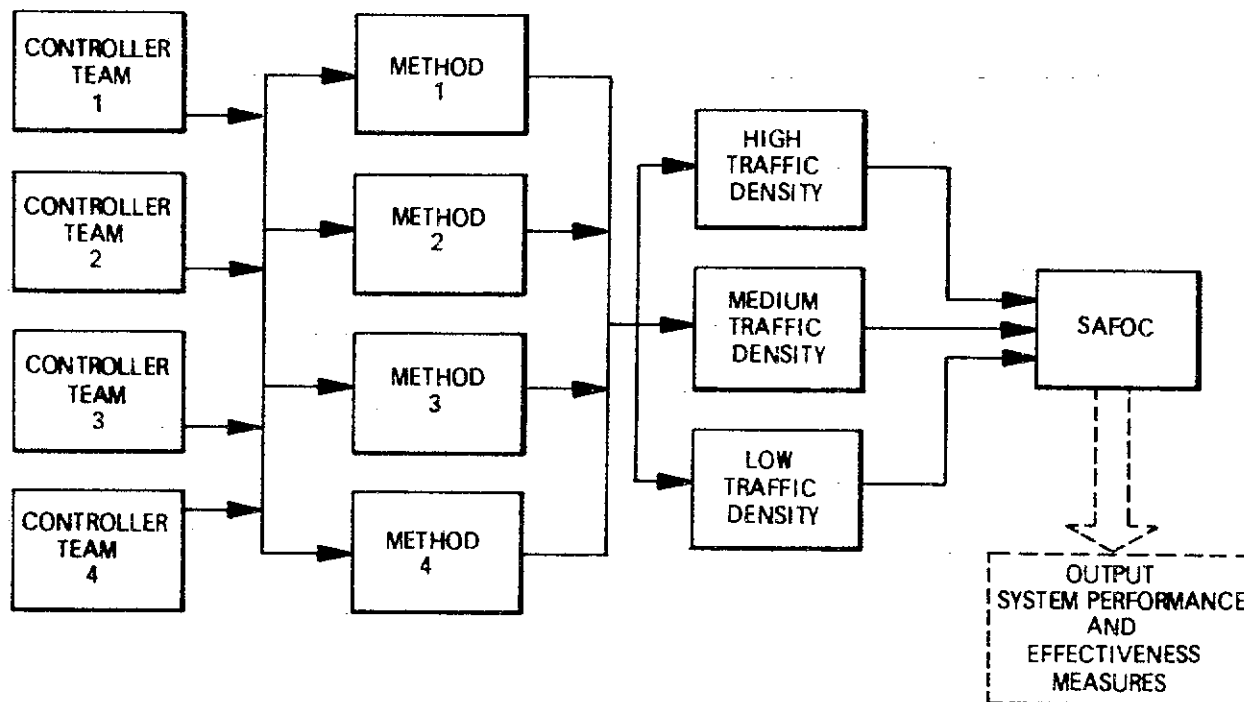 CONTROLLER
TEAM
1
CONTROLLER
TEAM
2
CONTROLLER
TEAM
3
CONTROLLER
TEAM
4
METHOD
1
METHOD
2
METHOD
3
METHOD
4
HIGH
TRAFFIC
DENSITY
MEDIUM
TRAFFIC
DENSITY
LOW
TRAFFIC
DENSITY
SAFOC
OUTPUT
SYSTEM PERFORMANCE
AND
EFFECTIVENESS
MEASURES